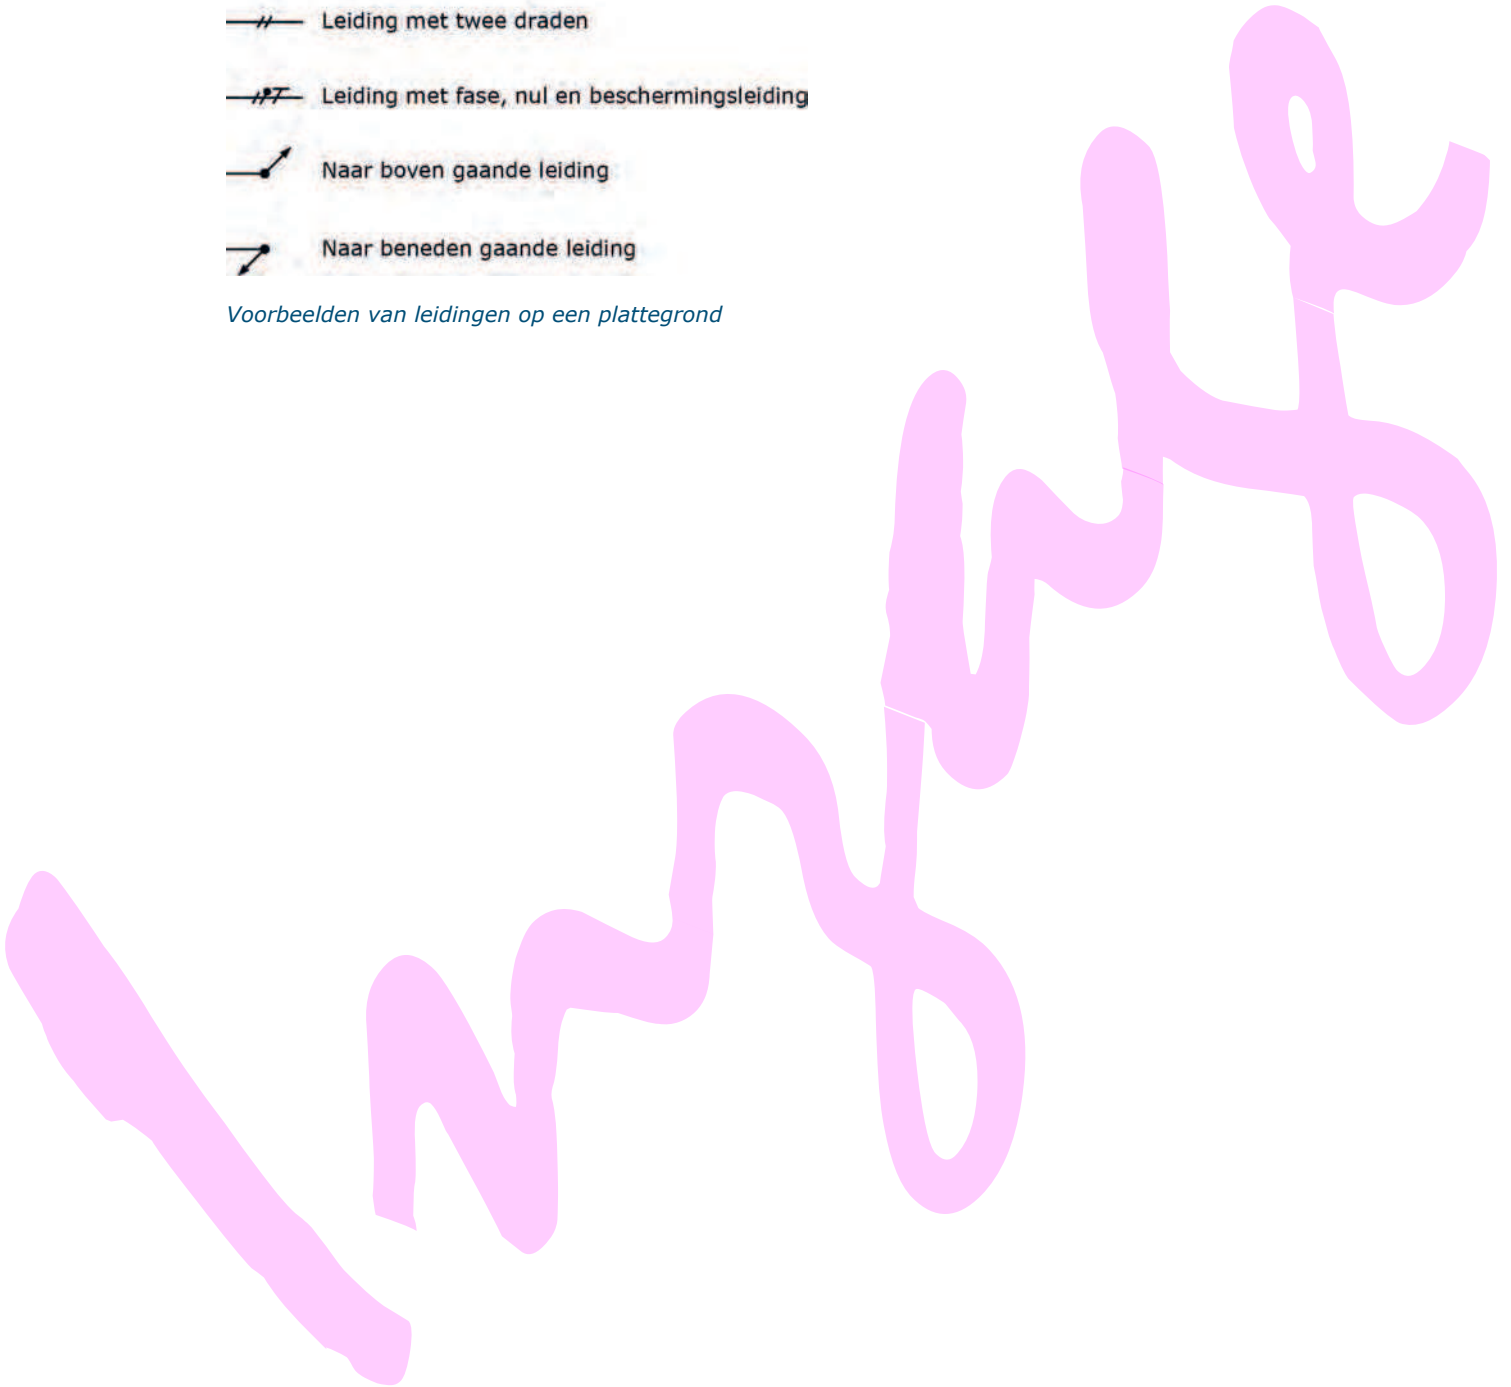 Leiding met twee draden
Leiding met fase, nul en beschermingsleiding
Naar boven gaande leiding
Naar beneden gaande leiding
Voorbeelden van leidingen op een plattegrond